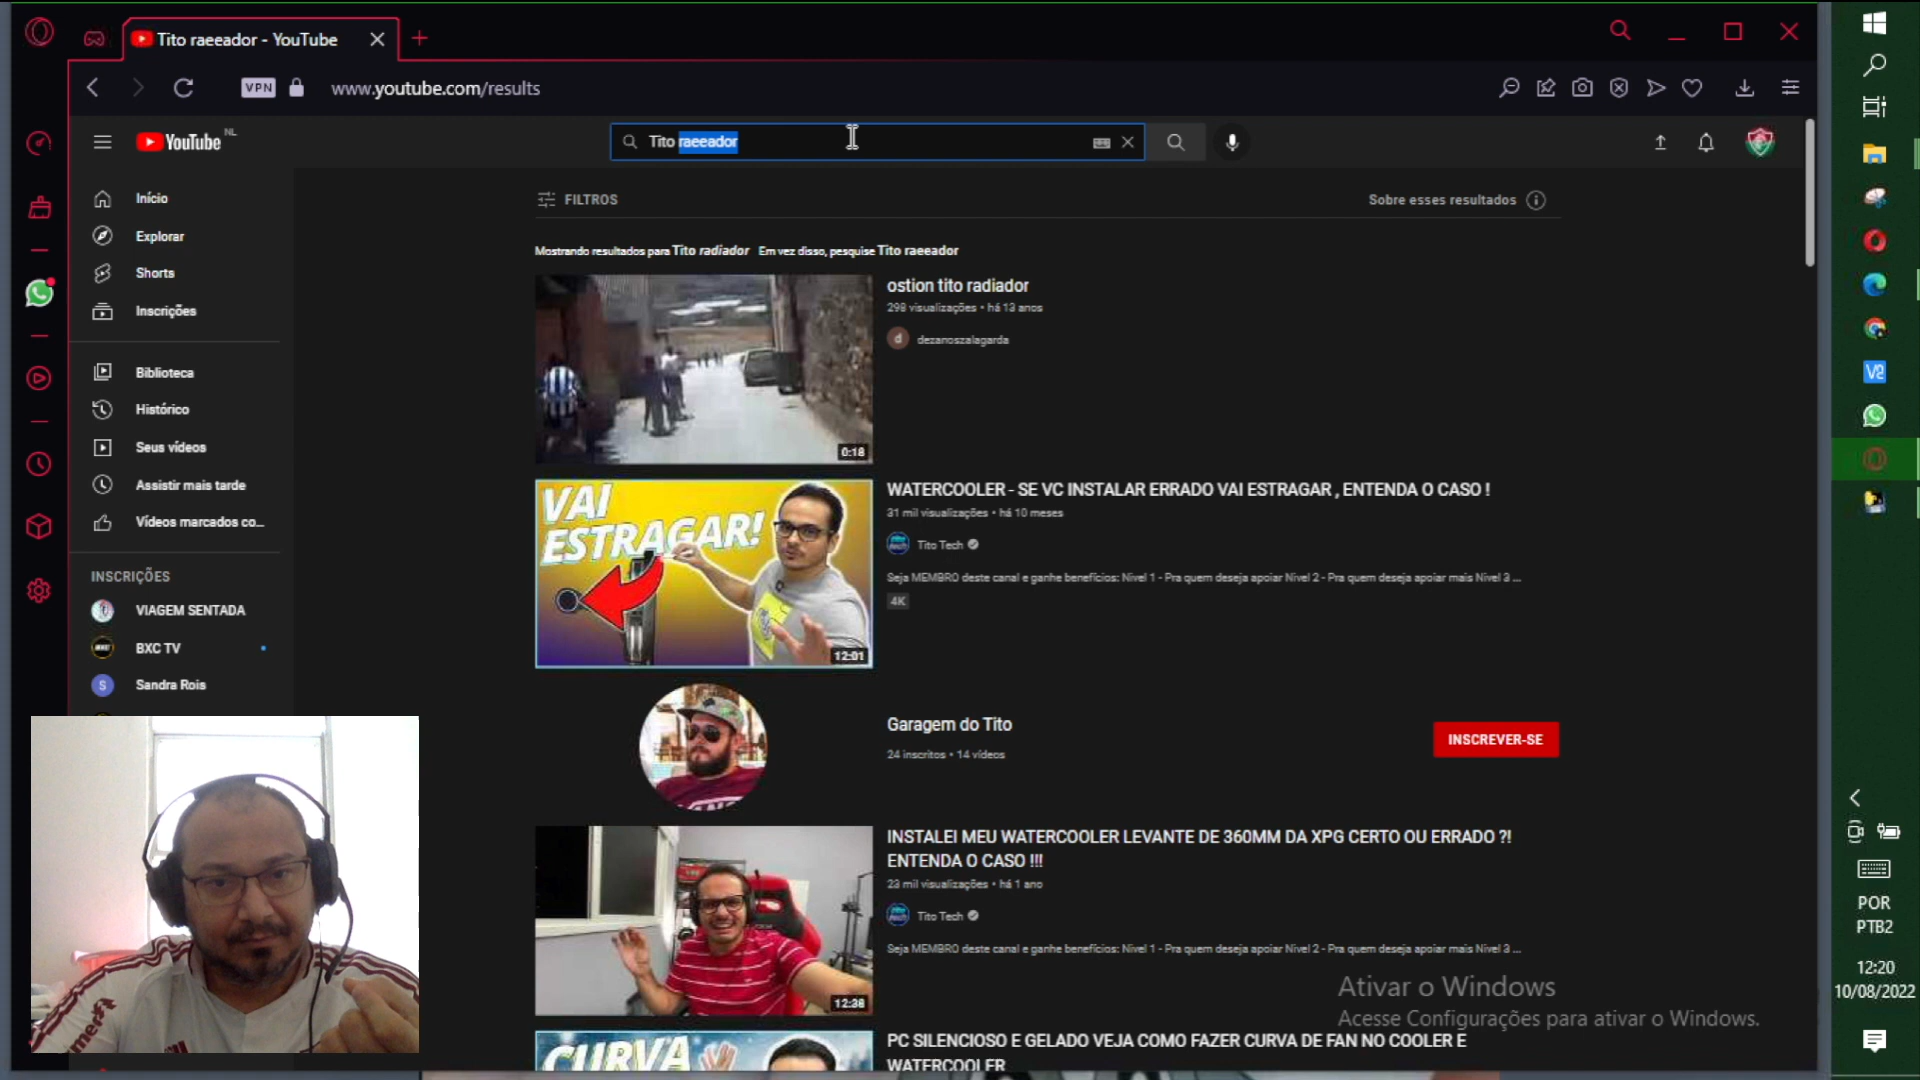 Tito raeeador - YouTube
VPN
www.youtube.com/results
YouTube NL
Tito raeeador
Início
Explorar
Shorts
Inscrições
Biblioteca
Histórico
Seus vídeos
Assistir mais tarde
Vídeos marcados co...
INSCRIÇÕES
VIAGEM SENTADA
BXC TV
S
Sandra Rois
FILTROS
Sobre esses resultados
Mostrando resultados para Tito radiador Em vez disso, pesquise Tito raeeador
0:18
ostion tito radiador
298 visualizações • há 13 anos
d
dezanoszalagarda
VAI
ESTRAGAR!
12:01
WATERCOOLER - SE VC INSTALAR ERRADO VAI ESTRAGAR , ENTENDA O CASO !
31 mil visualizações • há 10 meses
Tito Tech
Seja MEMBRO deste canal e ganhe benefícios: Nível 1 - Pra quem deseja apoiar Nível 2 - Pra quem deseja apoiar mais Nível 3 ...
4K
Garagem do Tito
24 inscritos • 14 vídeos
INSCREVER-SE
12:38
INSTALEI MEU WATERCOOLER LEVANTE DE 360MM DA XPG CERTO OU ERRADO ?!
ENTENDA O CASO !!!
23 mil visualizações • há 1 ano
Tito Tech
Seja MEMBRO deste canal e ganhe benefícios: Nível 1 - Pra quem deseja apoiar Nível 2 - Pra quem deseja apoiar mais Nível 3 ...
CURVA
PC SILENCIOSO E GELADO VEJA COMO FAZER CURVA DE FAN NO COOLER E
WATERCOOLER
Ativar o Windows
Acesse Configurações para ativar o Windows.
POR
PTB2
12:20
10/08/2022